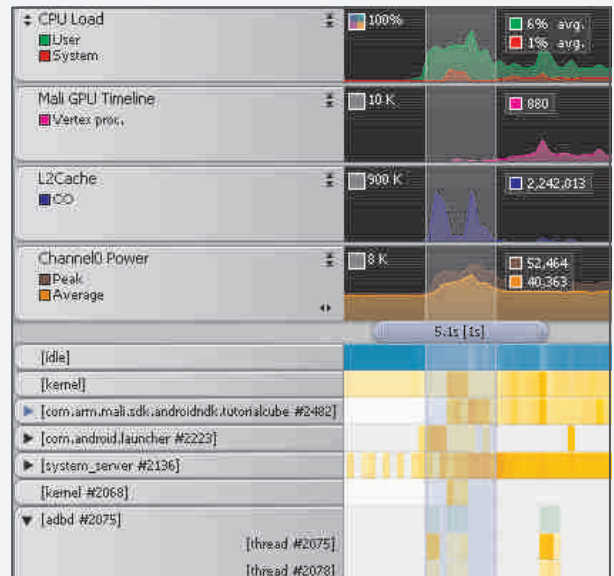 CPU Load
User
System
100%
6% avg.
1% avg.
Mali GPU Timeline
Vertex proc.
10 K
880
L2Cache
CO
900 K
2,242,013
Channel0 Power
Peak
Average
8 K
52,464
40,363
5.1s [1s]
[idle]
[kernel]
[com.arm.mali.sdk.androidndk.tutorialcube #2482]
[com.android.launcher #2223]
[system_server #2136]
[kernel #2068]
[adbd #2075]
[thread #2075]
[thread #2078]